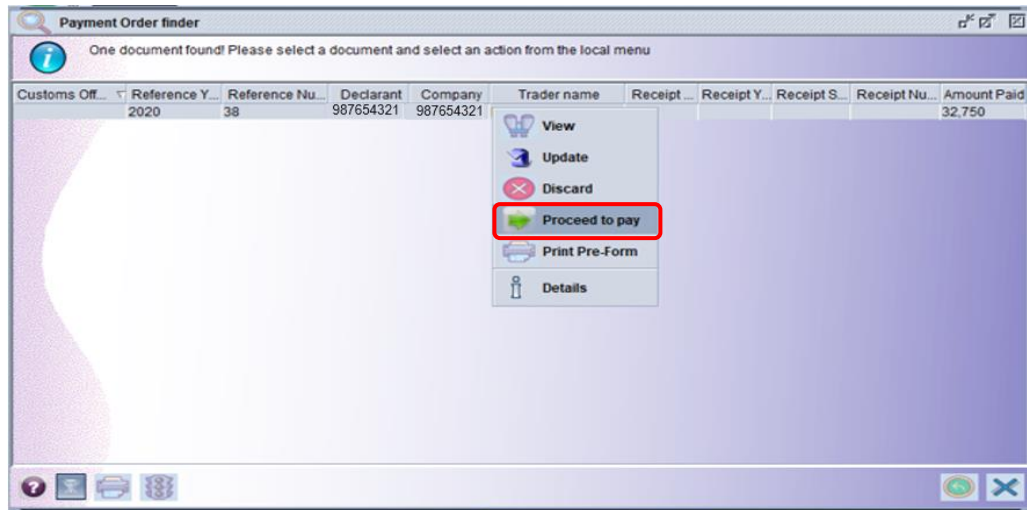 Payment Order finder
One document found! Please select a document and select an action from the local menu
Customs Off... Reference Y... Reference Nu... Declarant Company Trader name Receipt ... Receipt Y... Receipt S... Receipt Nu... Amount Paid
2020 38 987654321 987654321 32,750
View
Update
Discard
Proceed to pay
Print Pre-Form
Details